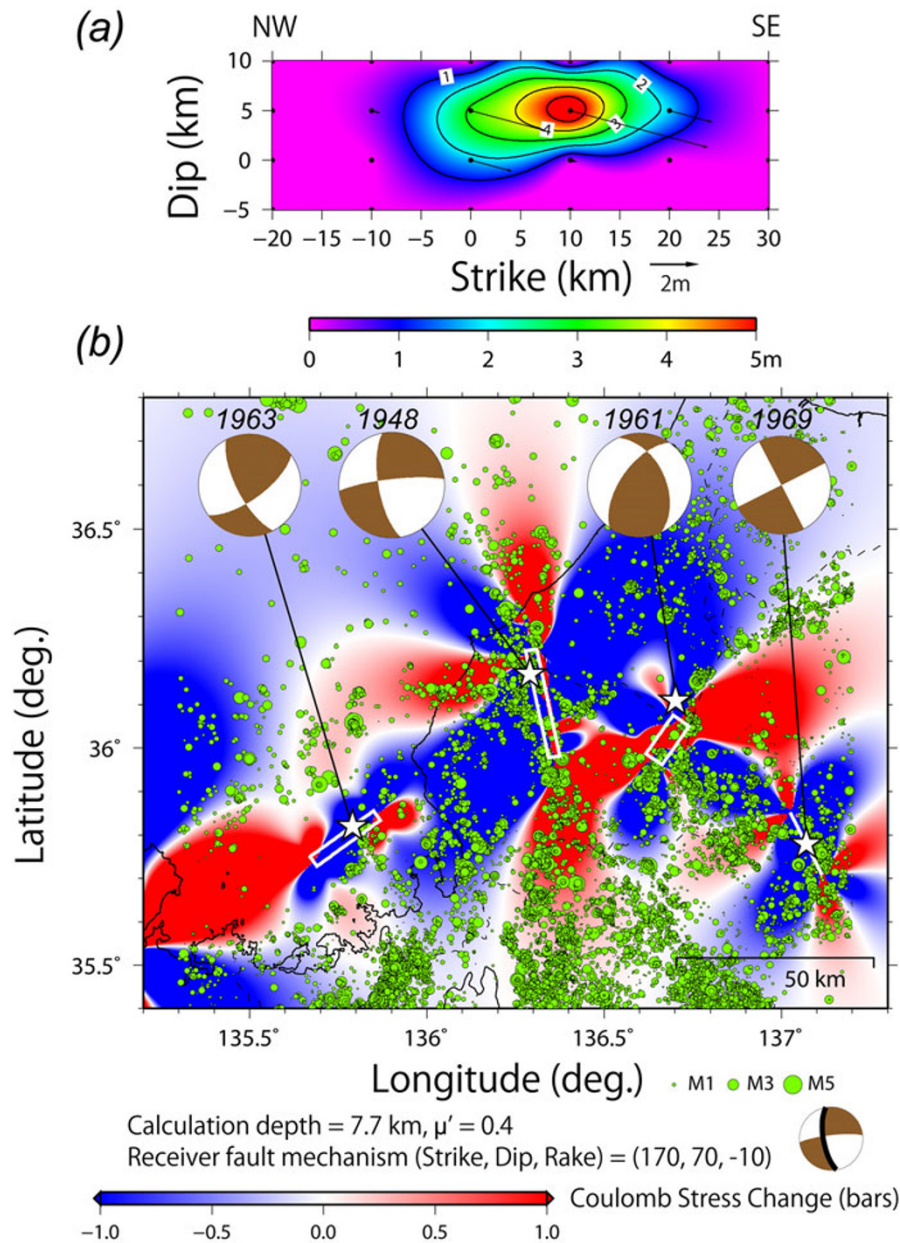 (a)
NW SE
Dip (km)
10
5
0
−5
1
2
3
4
−20 −15 −10 −5 0 5 10 15 20 25 30
Strike (km)
2m
0 1 2 3 4 5m
(b)
1963 1948 1961 1969
Latitude (deg.)
36.5˚
36˚
35.5˚
50 km
135.5˚ 136˚ 136.5˚ 137˚
Longitude (deg.)
M1 M3 M5
Calculation depth = 7.7 km, μ' = 0.4
Receiver fault mechanism (Strike, Dip, Rake) = (170, 70, -10)
Coulomb Stress Change (bars)
−1.0 −0.5 0.0 0.5 1.0